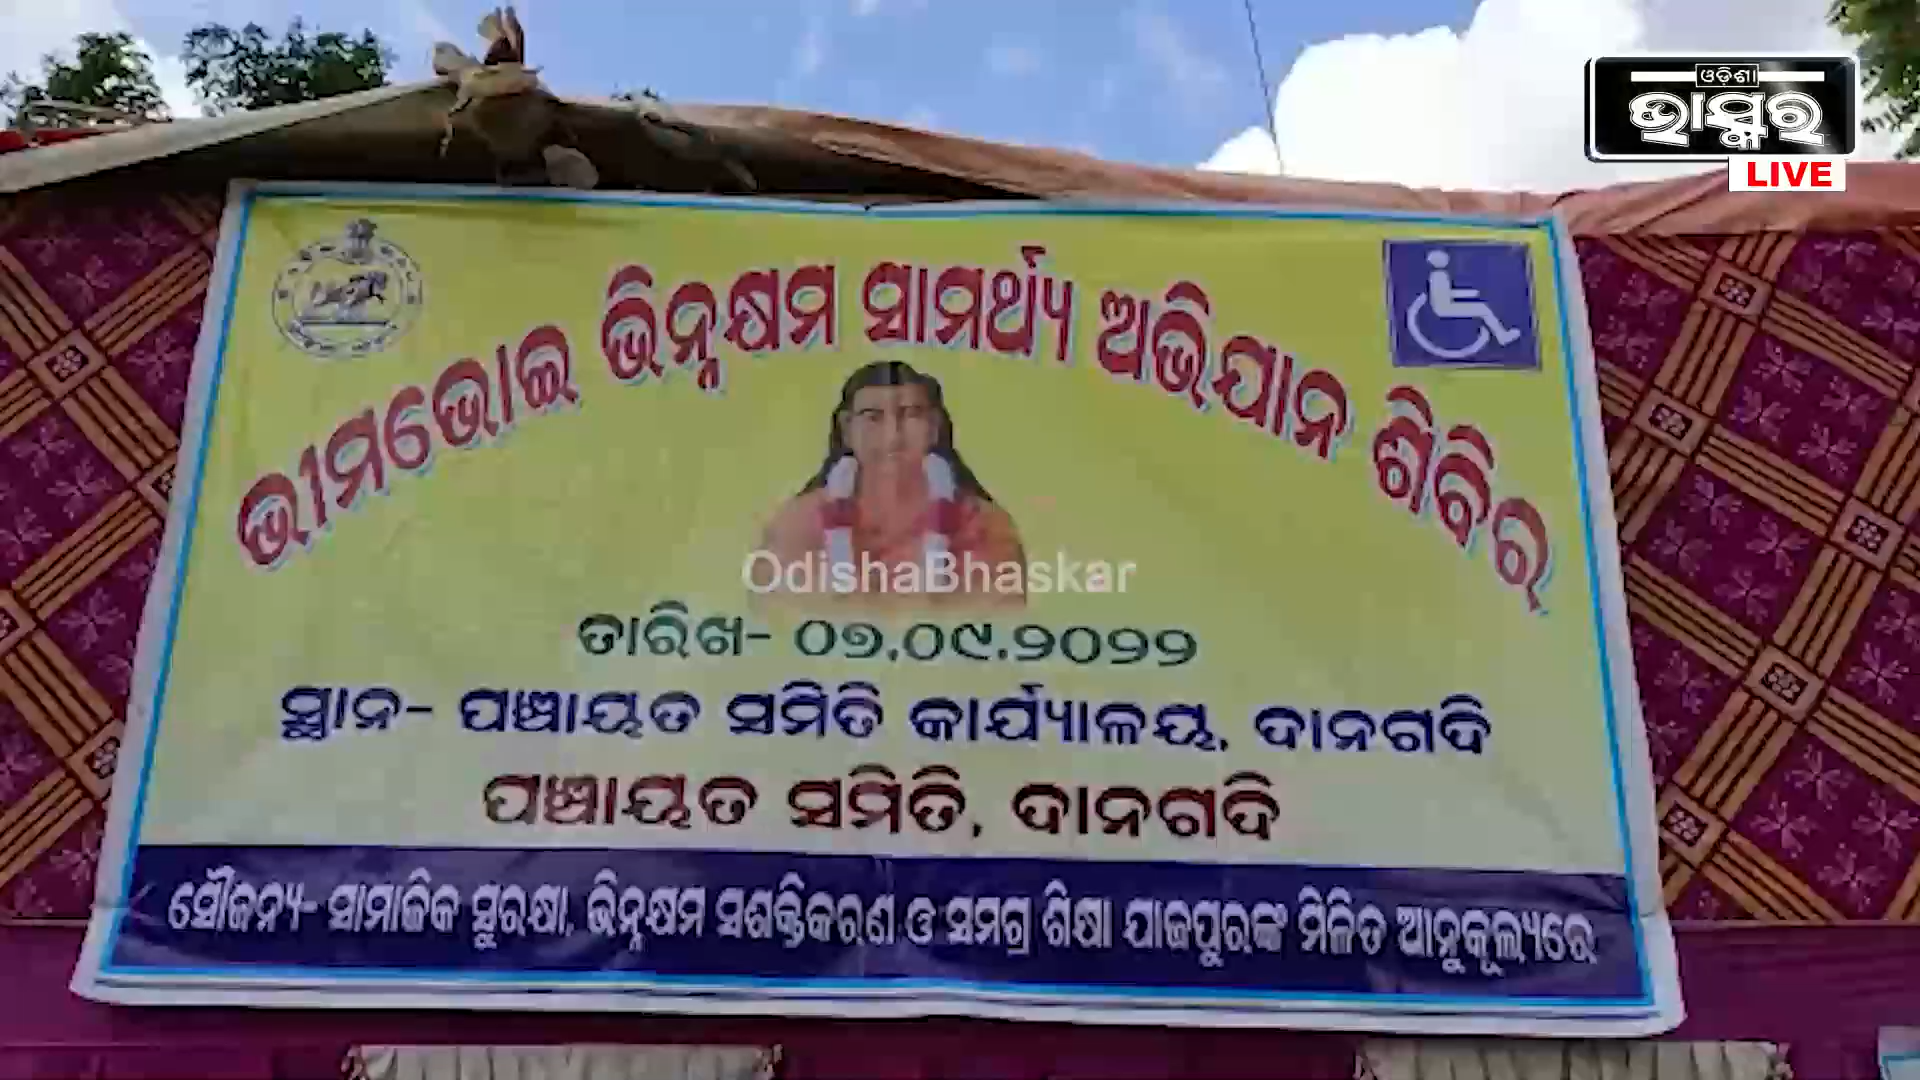 ଓଡ଼ିଶା
ଭାସ୍କର
LIVE
ଭୀମଭୋଇ ଭିନ୍ନକ୍ଷମ ସାମର୍ଥ୍ୟ ଅଭିଯାନ ଶିବିର
OdishaBhaskar
ତାରିଖ- ୦୭.୦୯.୨୦୨୨
ସ୍ଥାନ- ପଞ୍ଚାୟତ ସମିତି କାର୍ଯ୍ୟାଳୟ, ଦାନଗଦି
ପଞ୍ଚାୟତ ସମିତି, ଦାନଗଦି
ସୌଜନ୍ୟ- ସାମାଜିକ ସୁରକ୍ଷା, ଭିନ୍ନକ୍ଷମ ସଶକ୍ତିକରଣ ଓ ସମଗ୍ର ଶିକ୍ଷା ଯାଜପୁରଙ୍କ ମିଳିତ ଆନୁକୂଲ୍ୟରେ